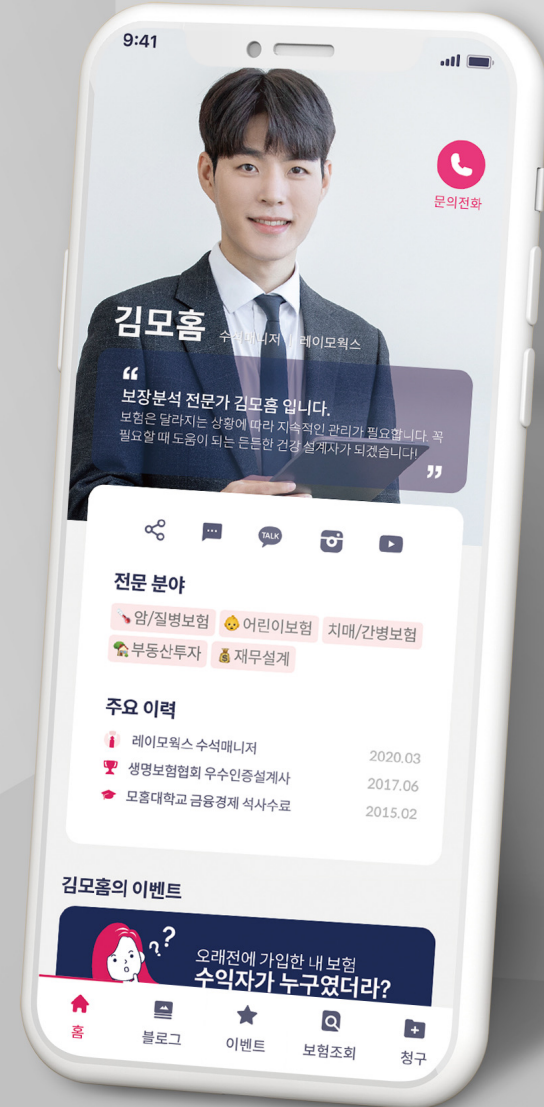 9:41
문의전화
김모홈 수석매니저 레이모웍스
“
보장분석 전문가 김모홈 입니다.
보험은 달라지는 상황에 따라 지속적인 관리가 필요합니다. 꼭
필요할 때 도움이 되는 든든한 건강 설계자가 되겠습니다!
”
TALK
전문 분야
암/질병보험 어린이보험 치매/간병보험
부동산투자 재무설계
주요 이력
레이모웍스 수석매니저 2020.03
생명보험협회 우수인증설계사 2017.06
모홈대학교 금융경제 석사수료 2015.02
김모홈의 이벤트
??
오래전에 가입한 내 보험
수익자가 누구였더라?
홈 블로그 이벤트 보험조회 청구